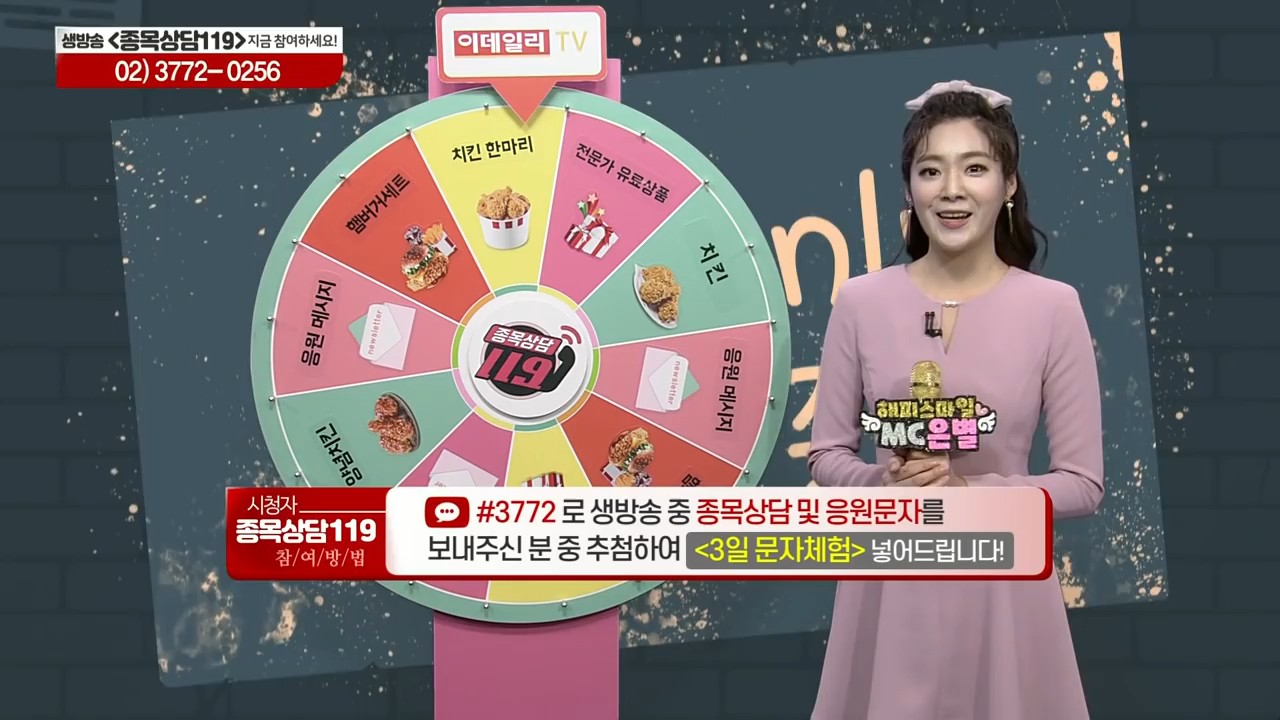 생방송 <종목상담119> 지금 참여하세요!
02) 3772-0256
이데일리 TV
치킨 한마리
전문가 유료상품
햄버거세트
치킨
응원 메시지
newsletter
응원 메시지
newsletter
종목상담
119
양념치킨
해피스마일
MC은별
시청자
종목상담119
참/여/방/법
#3772 로 생방송 중 종목상담 및 응원문자를
보내주신 분 중 추첨하여 <3일 문자체험> 넣어드립니다!